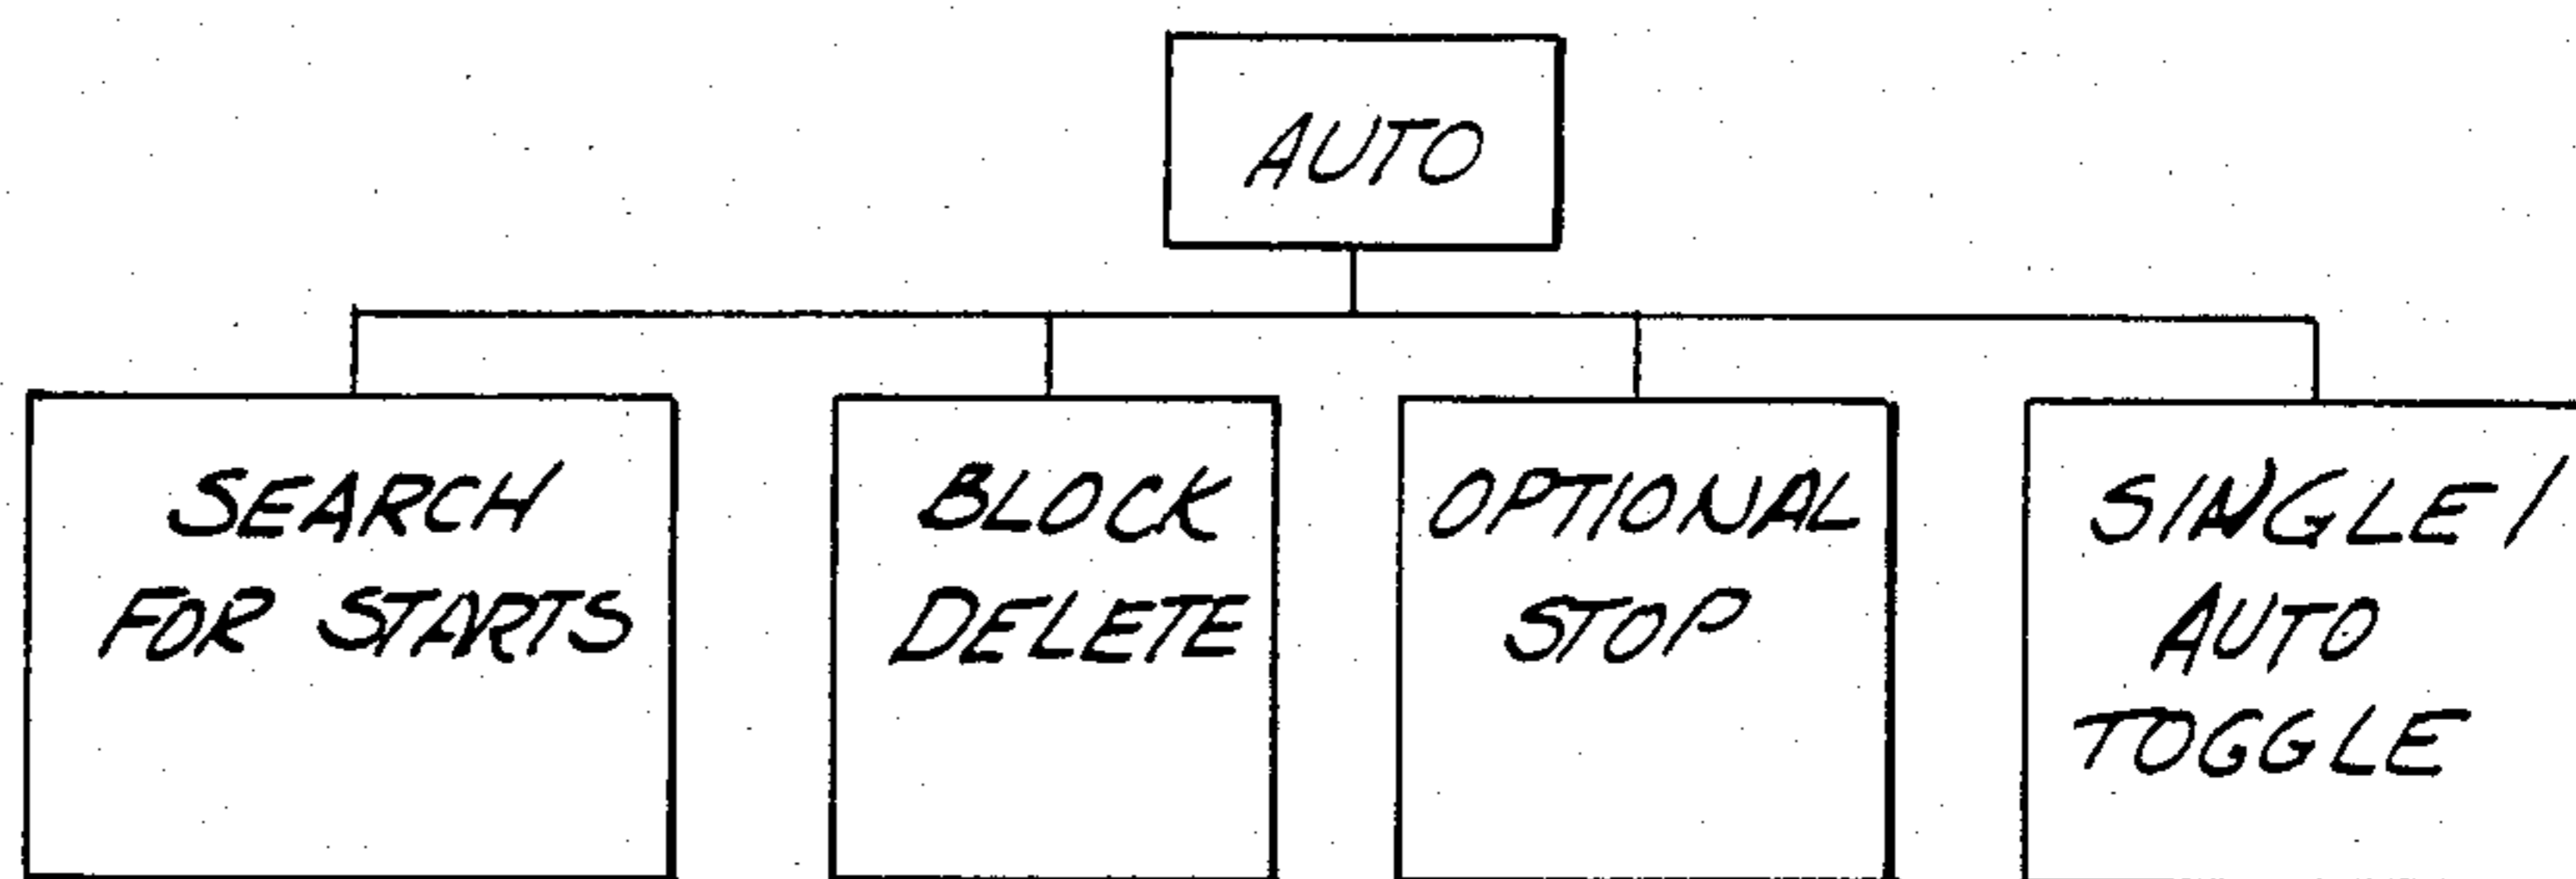 AUTO
SEARCH
FOR STARTS
BLOCK
DELETE
OPTIONAL
STOP
SINGLE /
AUTO
TOGGLE